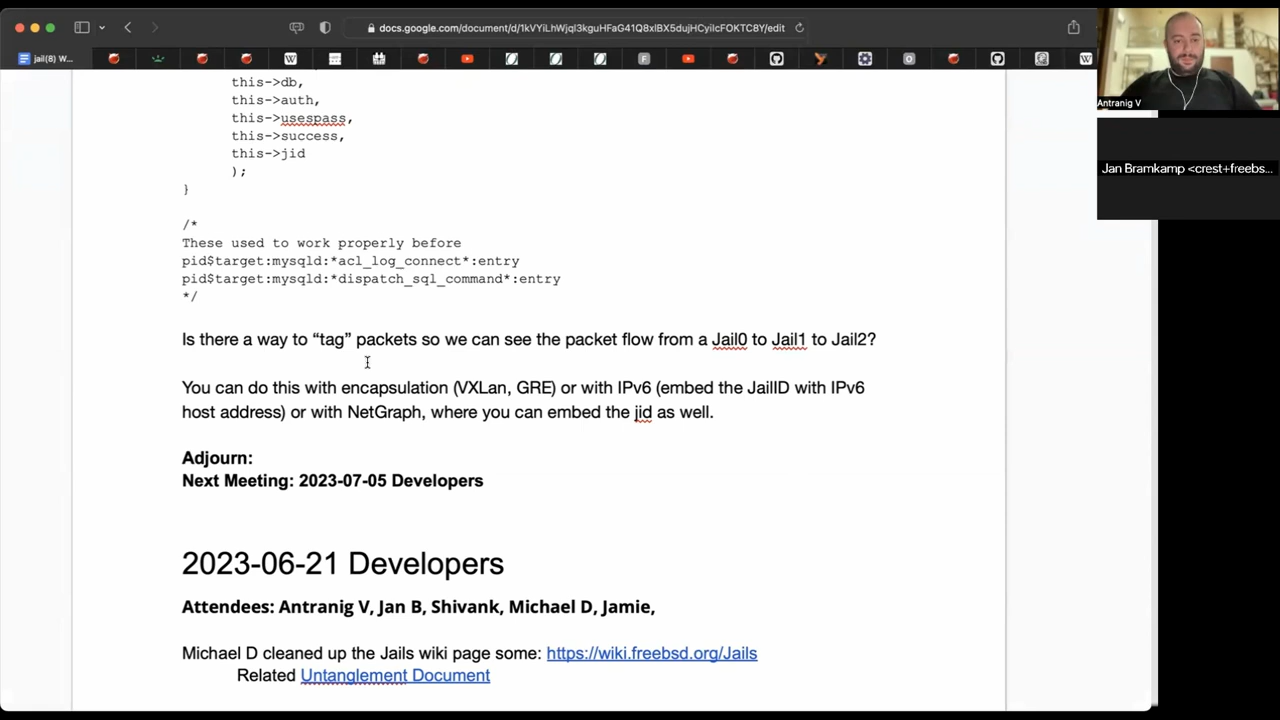 docs.google.com/document/d/1kVYiLhWjql3kguHFaG41Q8xlBX5dujHCyilcFOKTC8Y/edit
jail(8) W...
this->db,
this->auth,
this->usespass,
this->success,
this->jid
);
}
/*
These used to work properly before
pid$target:mysqld:*acl_log_connect*:entry
pid$target:mysqld:*dispatch_sql_command*:entry
*/
Is there a way to “tag” packets so we can see the packet flow from a Jail0 to Jail1 to Jail2?
You can do this with encapsulation (VXLan, GRE) or with IPv6 (embed the JailID with IPv6
host address) or with NetGraph, where you can embed the jid as well.
Adjourn:
Next Meeting: 2023-07-05 Developers
2023-06-21 Developers
Attendees: Antranig V, Jan B, Shivank, Michael D, Jamie,
Michael D cleaned up the Jails wiki page some: https://wiki.freebsd.org/Jails
Related Untanglement Document
Antranig V
Jan Bramkamp <crest+freebs...